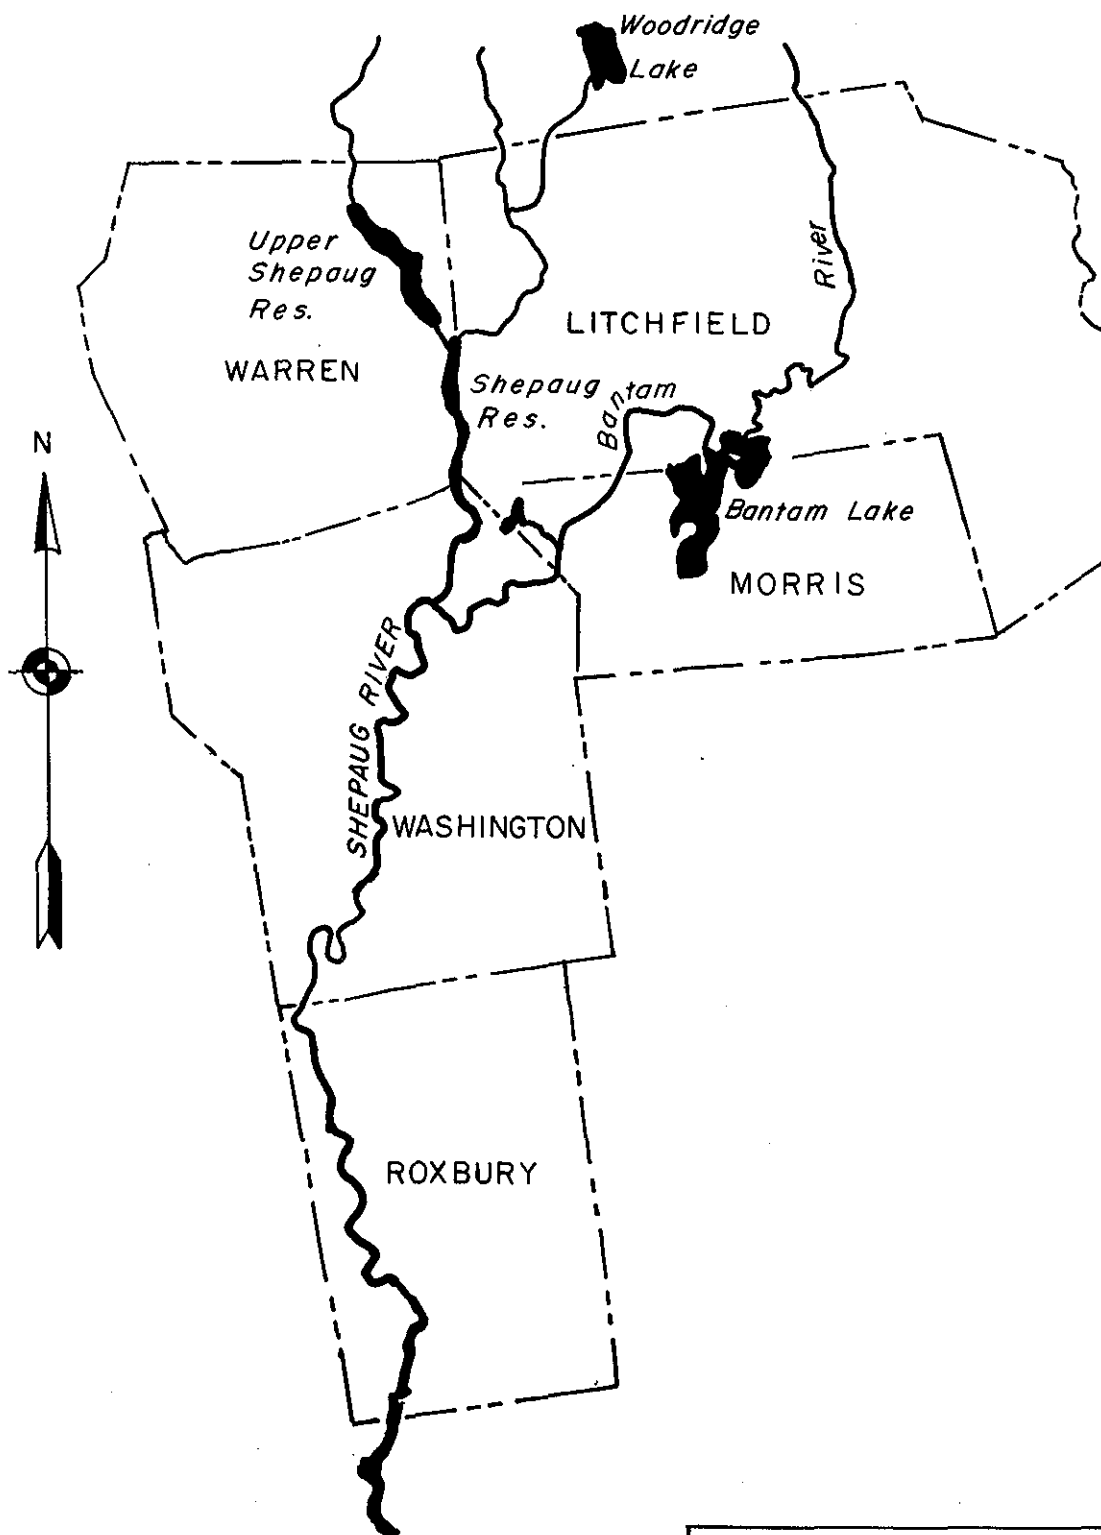 Woodridge
Lake
Upper
Shepaug
Res.
River
LITCHFIELD
WARREN
Shepaug
Res.
Bantam
N
Bantam Lake
MORRIS
SHEPAUG RIVER
WASHINGTON
ROXBURY